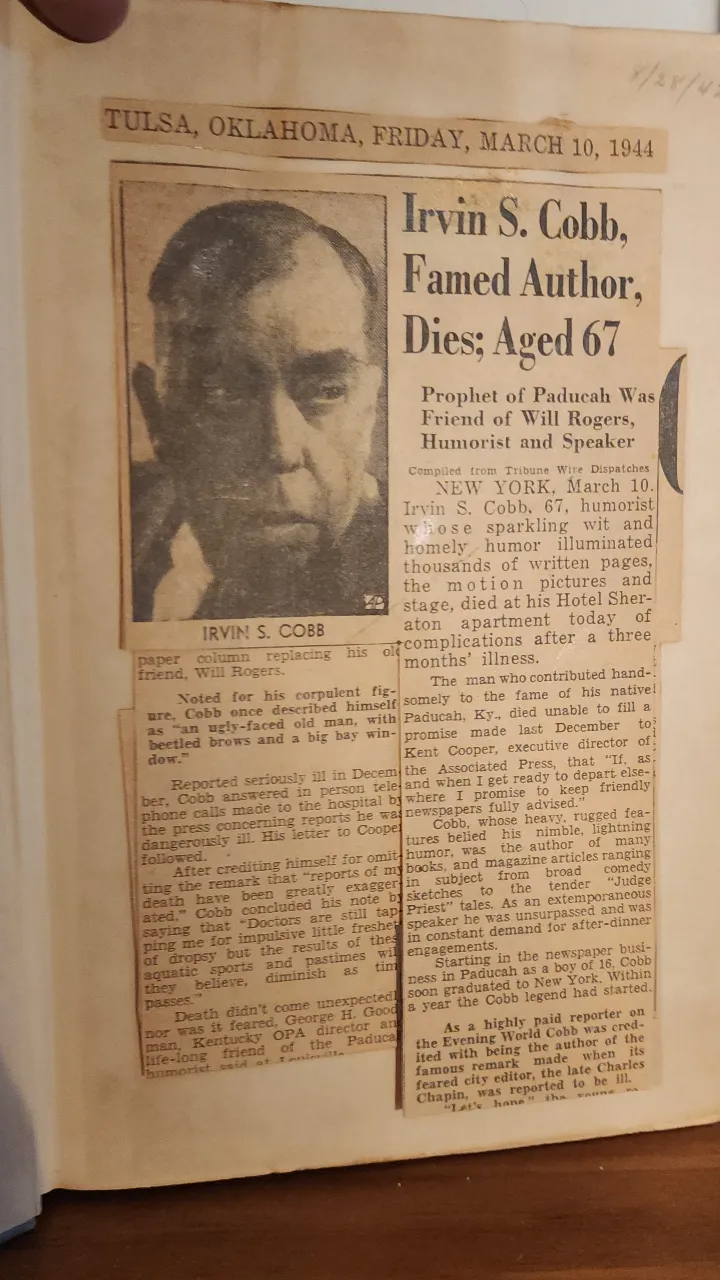 8/28/4
TULSA, OKLAHOMA, FRIDAY, MARCH 10, 1944
Irvin S. Cobb,
Famed Author,
Dies; Aged 67
Prophet of Paducah Was
Friend of Will Rogers,
Humorist and Speaker
Compiled from Tribune Wire Dispatches
NEW YORK, March 10.
Irvin S. Cobb, 67, humorist
whose sparkling wit and
homely humor illuminated
thousands of written pages,
the motion pictures and
stage, died at his Hotel Sher-
aton apartment today of
complications after a three
months' illness.
The man who contributed hand-
somely to the fame of his native
Paducah, Ky., died unable to fill a
promise made last December to
Kent Cooper, executive director of
the Associated Press, that "If, as
and when I get ready to depart else-
where I promise to keep friendly
newspapers fully advised."
Cobb, whose heavy, rugged fea-
tures belied his nimble, lightning
humor, was the author of many
books, and magazine articles ranging
in subject from broad comedy
sketches to the tender "Judge
Priest" tales. As an extemporaneous
speaker he was unsurpassed and was
in constant demand for after-dinner
engagements.
Starting in the newspaper busi-
ness in Paducah as a boy of 16, Cobb
soon graduated to New York. Within
a year the Cobb legend had started.
As a highly paid reporter on
the Evening World Cobb was cred-
ited with being the author of the
famous remark made when its
feared city editor, the late Charles
Chapin, was reported to be ill.
"Let's hope" the young
IRVIN S. COBB
paper column replacing his old
friend, Will Rogers.
Noted for his corpulent fig-
ure, Cobb once described himself
as "an ugly-faced old man, with
beetled brows and a big bay win-
dow."
Reported seriously ill in Decem
ber, Cobb answered in person tele
phone calls made to the hospital by
the press concerning reports he was
dangerously ill. His letter to Cooper
followed.
After crediting himself for omit
ting the remark that "reports of my
death have been greatly exagger
ated." Cobb concluded his note b
saying that "Doctors are still tap
ping me for impulsive little freshet
of dropsy but the results of thes
aquatic sports and pastimes wil
they believe, diminish as tim
passes."
Death didn't come unexpectedl
nor was it feared, George H. Good
man, Kentucky OPA director an
life-long friend of the Paduca
humorist said at Louisville